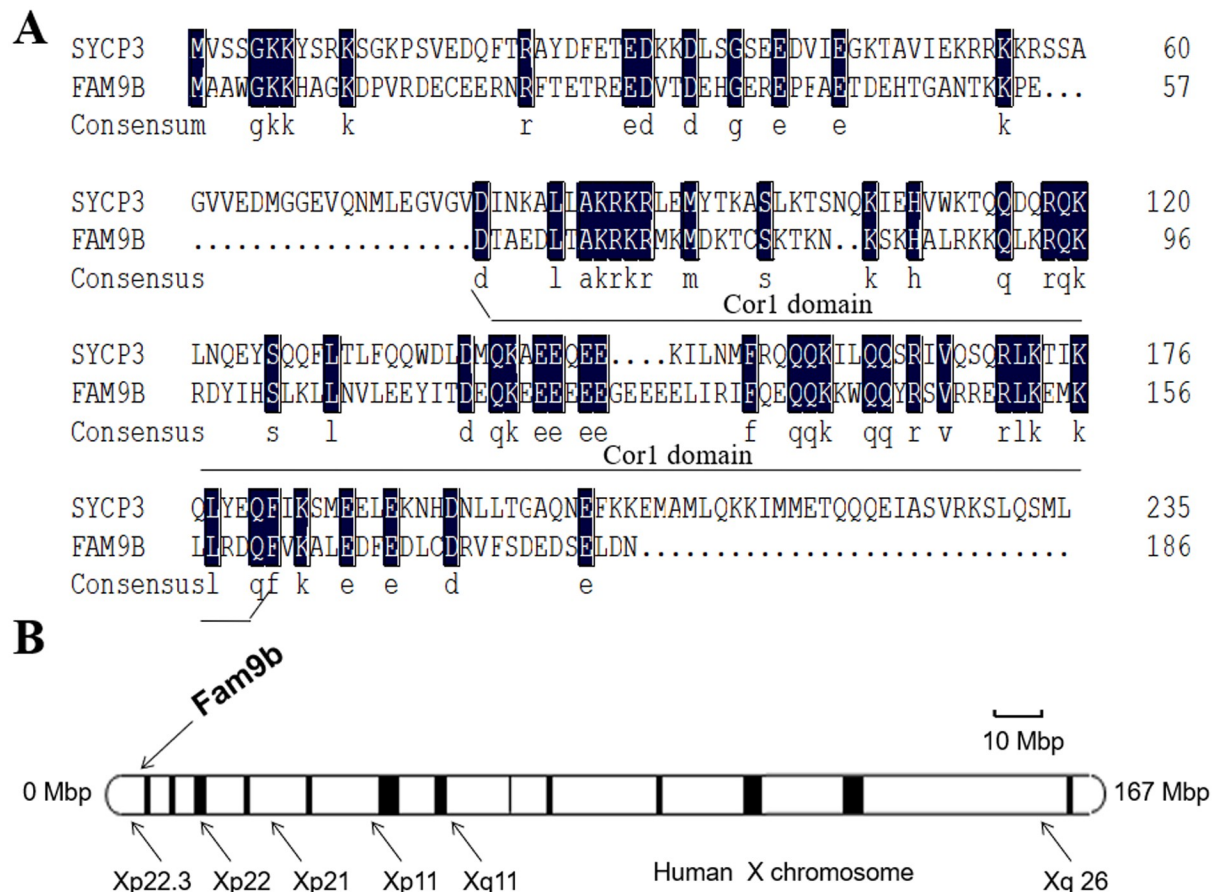 A
SYCP3 MVSSGKKYSRKSGKPSVEDQFTRAYDFETEDKKDLSGSEEDVIEGKTAVIEKRRKKRSSA 60
FAM9B MAAWGKKHAGKDPVRDECEERNRFTETREEDVTDEHGEREPFAETDEHTGANTKKPE... 57
Consensum gkk k r ed d g e e k
SYCP3 GVVEDMGGEVQNMLEGVGVDINKALLAKRKRLEMYTKASLKTSNQKIEHVWKTQQDQRQK 120
FAM9B ...................DTAEDLTAKRKRMKMDKTCSKTKN..KSKHALRKKQLKRQK 96
Consensus d l akrkr m s k h q rqk
Cor1 domain
SYCP3 LNQEYSQQFLTLFQQWDLDMQKAEEQEE....KILNMFRQQQKILQQSRIVQSQRLKTIK 176
FAM9B RDYIHSLKLLNVLEEYITDEQKEEEEEEGEEEELIRIFQEQQKKWQQYRSVRRERLKEMK 156
Consensus s l d qk ee ee f qqk qq r v rlk k
Cor1 domain
SYCP3 QLYEQFIKSMEELEKNHDNLLTGAQNEFKKEMAMLQKKIMMETQQQEIASVRKSLQSML 235
FAM9B LLRDQFVKALEDFEDLCDRVFSDEDSELDN............................. 186
Consensusl qf k e e d e
B
Fam9b
10 Mbp
0 Mbp 167 Mbp
Xp22.3 Xp22 Xp21 Xp11 Xq11 Human X chromosome Xq 26